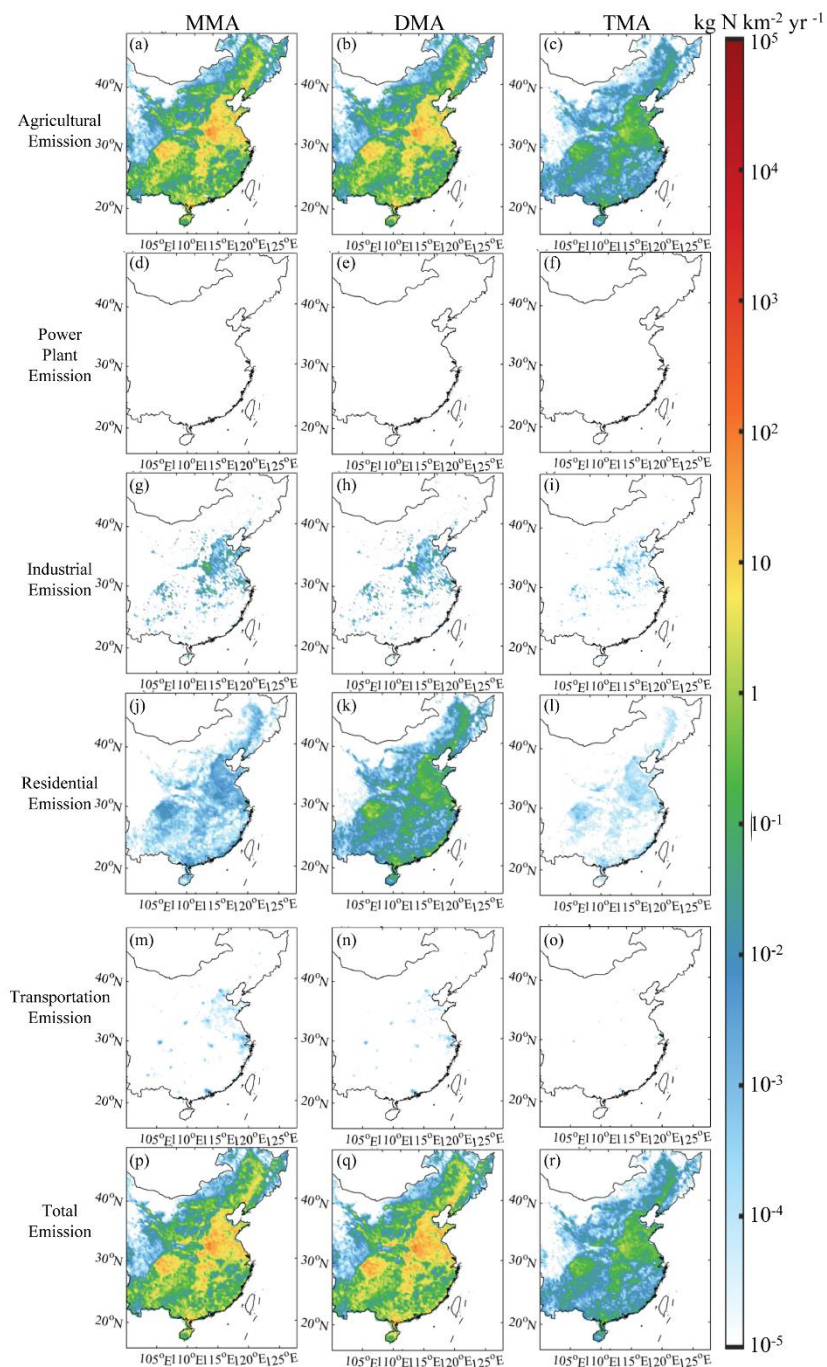 MMA DMA TMA kg N km-2 yr -1
(a) (b) (c)
40°N 40°N 40°N
Agricultural
Emission
30°N 30°N 30°N
20°N 20°N 20°N
105°E110°E115°E120°E125°E 105°E110°E115°E120°E125°E 105°E110°E115°E120°E125°E
(d) (e) (f)
40°N 40°N 40°N
Power
Plant
Emission
30°N 30°N 30°N
20°N 20°N 20°N
105°E110°E115°E120°E125°E 105°E110°E115°E120°E125°E 105°E110°E115°E120°E125°E
(g) (h) (i)
40°N 40°N 40°N
Industrial
Emission
30°N 30°N 30°N
20°N 20°N 20°N
105°E110°E115°E120°E125°E 105°E110°E115°E120°E125°E 105°E110°E115°E120°E125°E
(j) (k) (l)
40°N 40°N 40°N
Residential
Emission
30°N 30°N 30°N
20°N 20°N 20°N
105°E110°E115°E120°E125°E 105°E110°E115°E120°E125°E 105°E110°E115°E120°E125°E
(m) (n) (o)
40°N 40°N 40°N
Transportation
Emission
30°N 30°N 30°N
20°N 20°N 20°N
105°E110°E115°E120°E125°E 105°E110°E115°E120°E125°E 105°E110°E115°E120°E125°E
(p) (q) (r)
40°N 40°N 40°N
Total
Emission
30°N 30°N 30°N
20°N 20°N 20°N
105°E110°E115°E120°E125°E 105°E110°E115°E120°E125°E 105°E110°E115°E120°E125°E
10^5
10^4
10^3
10^2
10
1
10^-1
10^-2
10^-3
10^-4
10^-5